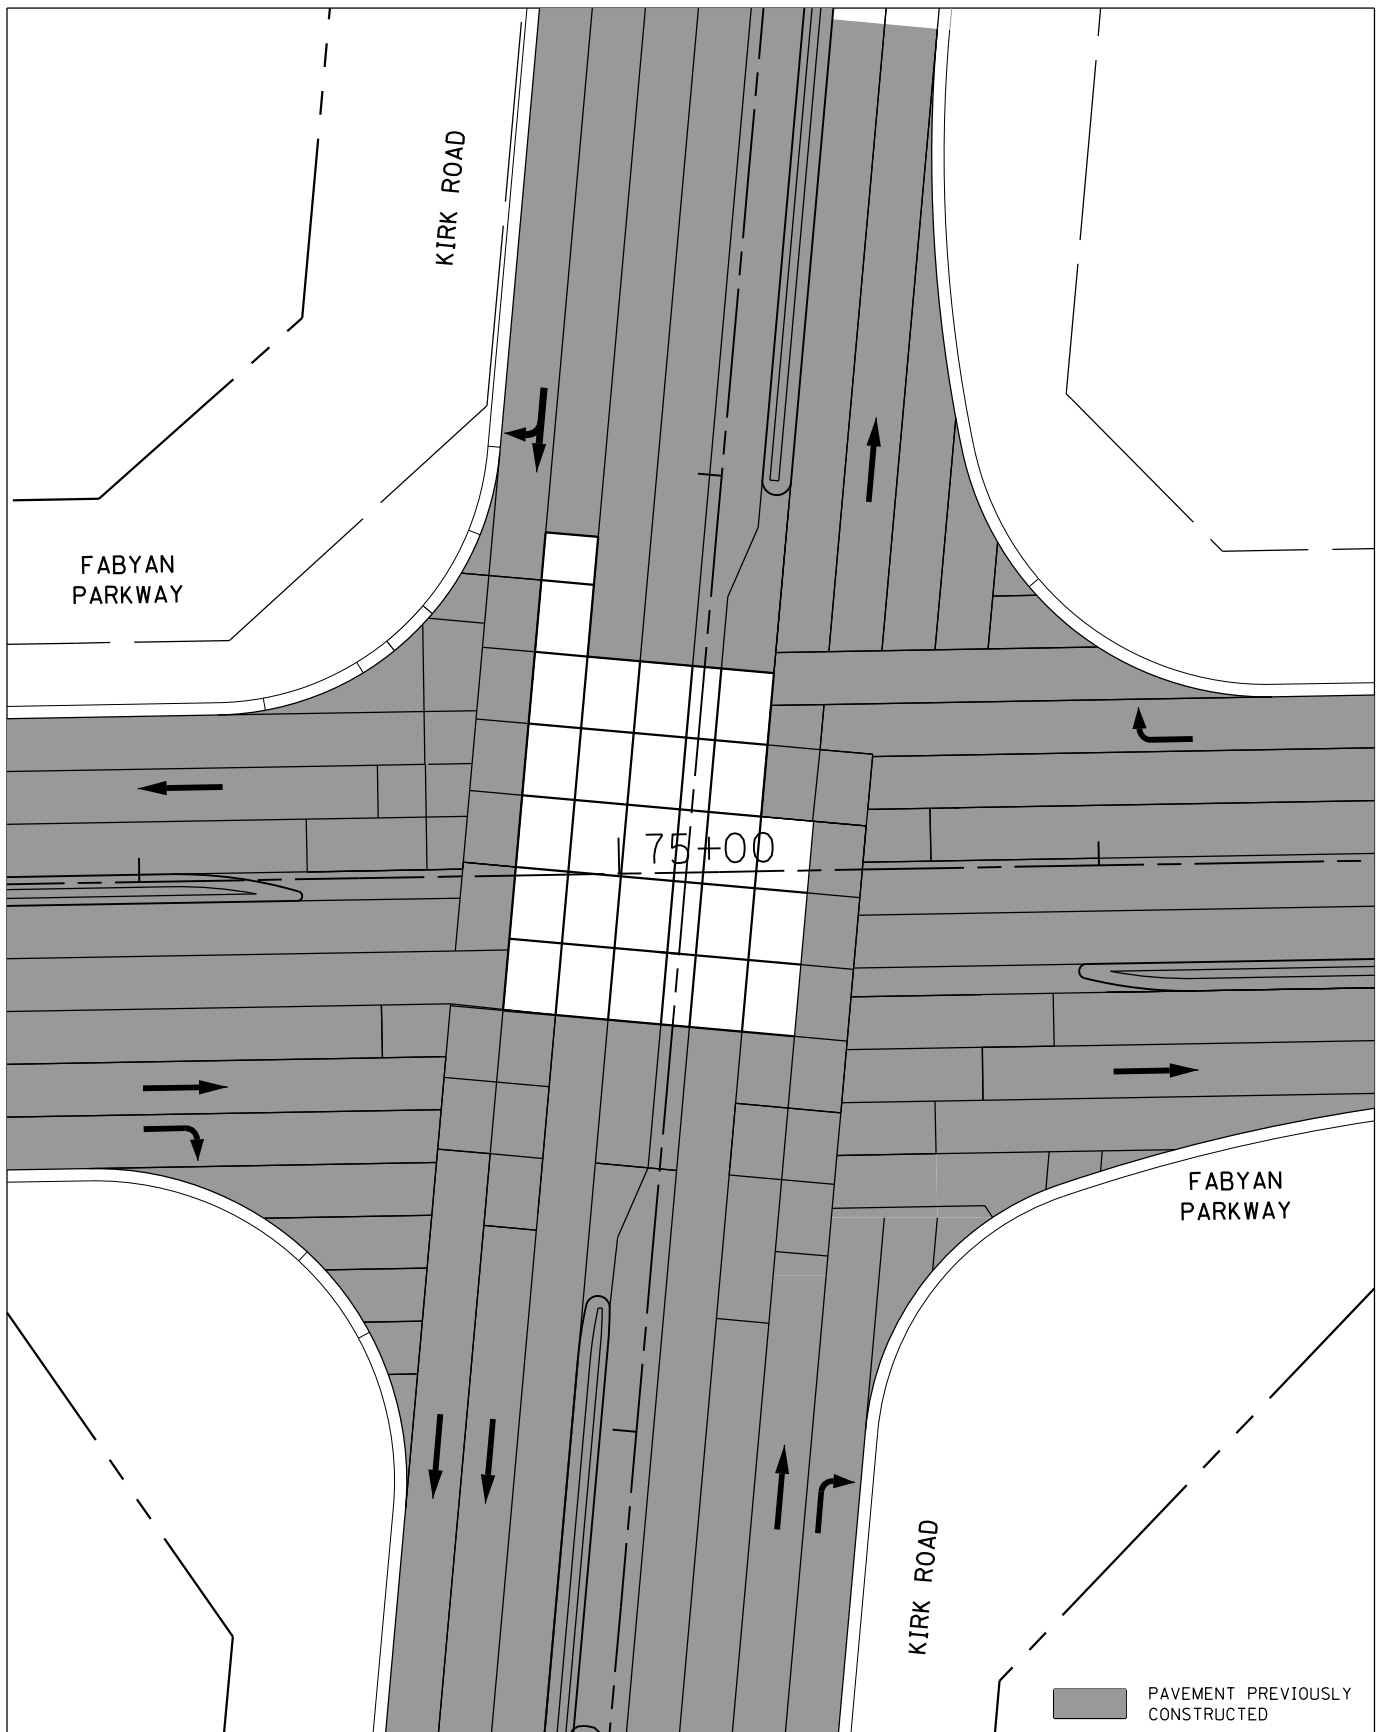 KIRK ROAD
FABYAN
PARKWAY
75+00
FABYAN
PARKWAY
KIRK ROAD
PAVEMENT PREVIOUSLY
CONSTRUCTED